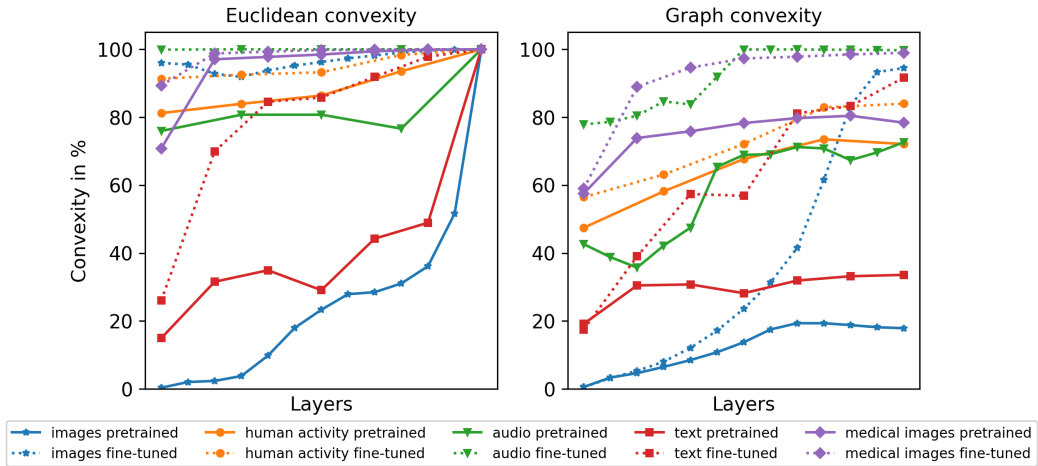 Euclidean convexity
Graph convexity
Convexity in %
100
80
60
40
20
0
Layers
100
80
60
40
20
0
Layers
images pretrained
human activity pretrained
audio pretrained
text pretrained
medical images pretrained
images fine-tuned
human activity fine-tuned
audio fine-tuned
text fine-tuned
medical images fine-tuned